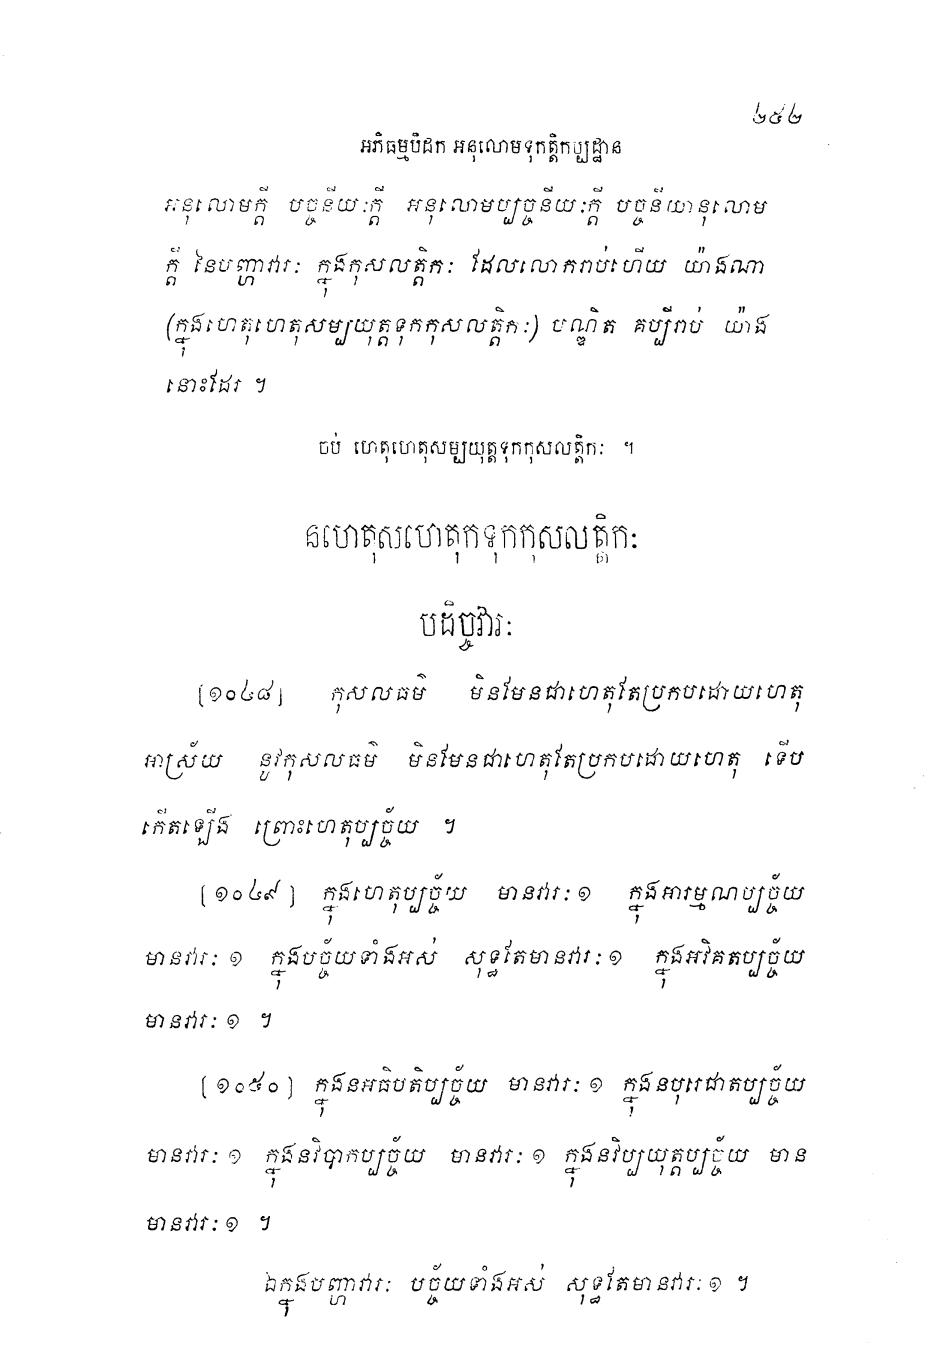 ២៥២
អភិធម្មបិដក អនុលោមទុកត្តិកប្បដ្ឋាន
អនុលោមក្តី បច្ចនីយៈក្តី អនុលោមប្បច្ចនីយៈក្តី បច្ចនីយានុលោម
ក្តី នៃបញ្ហាវារៈ ក្នុងកុសលត្តិកៈ ដែលលោករាប់ហើយ យ៉ាងណា
(ក្នុងហេតុហេតុសម្បយុត្តទុកកុសលត្តិកៈ) បណ្ឌិត គប្បីរាប់ យ៉ាង
នោះដែរ ។
ចប់ ហេតុហេតុសម្បយុត្តទុកកុសលត្តិកៈ ។
នហេតុសហេតុកទុកកុសលត្តិកៈ
បដិច្ចវារៈ
[១០៤៨] កុសលធម៌ មិនមែនជាហេតុតែប្រកបដោយហេតុ
អាស្រ័យ នូវកុសលធម៌ មិនមែនជាហេតុតែប្រកបដោយហេតុ ទើប
កើតឡើង ព្រោះហេតុប្បច្ច័យ ។
[១០៤៩] ក្នុងហេតុប្បច្ច័យ មានវារៈ១ ក្នុងអារម្មណប្បច្ច័យ
មានវារៈ ១ ក្នុងបច្ច័យទាំងអស់ សុទ្ធតែមានវារៈ១ ក្នុងអវិគតប្បច្ច័យ
មានវារៈ ១ ។
[១០៥០] ក្នុងនអធិបតិប្បច្ច័យ មានវារៈ ១ ក្នុងនបុរេជាតប្បច្ច័យ
មានវារៈ ១ ក្នុងនវិបាកប្បច្ច័យ មានវារៈ ១ ក្នុងនវិប្បយុត្តប្បច្ច័យ មាន
មានវារៈ ១ ។
ឯក្នុងបញ្ហាវារៈ បច្ច័យទាំងអស់ សុទ្ធតែមានវារៈ ១ ។